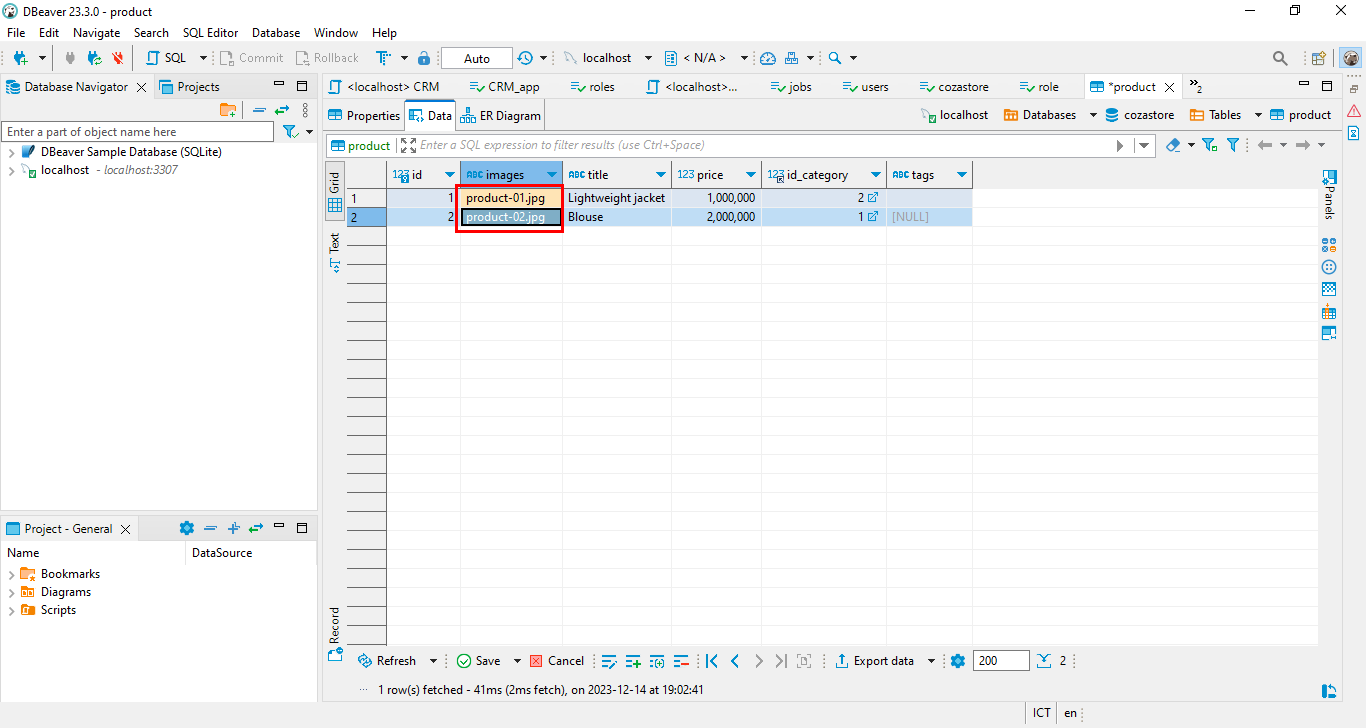 DBeaver 23.3.0 - product
File Edit Navigate Search SQL Editor Database Window Help
SQL Commit Rollback Auto localhost < N/A >
Database Navigator Projects
<localhost> CRM CRM_app roles <localhost>... jobs users cozastore role *product »2
Properties Data ER Diagram
localhost Databases cozastore Tables product
Enter a part of object name here
DBeaver Sample Database (SQLite)
localhost - localhost:3307
product Enter a SQL expression to filter results (use Ctrl+Space)
Grid
Text
Record
Panels
123 id ABC images ABC title 123 price 123 id_category ABC tags
1 1 product-01.jpg Lightweight jacket 1,000,000 2
2 2 product-02.jpg Blouse 2,000,000 1 [NULL]
Project - General
Name DataSource
Bookmarks
Diagrams
Scripts
Refresh Save Cancel Export data 200 2
1 row(s) fetched - 41ms (2ms fetch), on 2023-12-14 at 19:02:41
ICT en